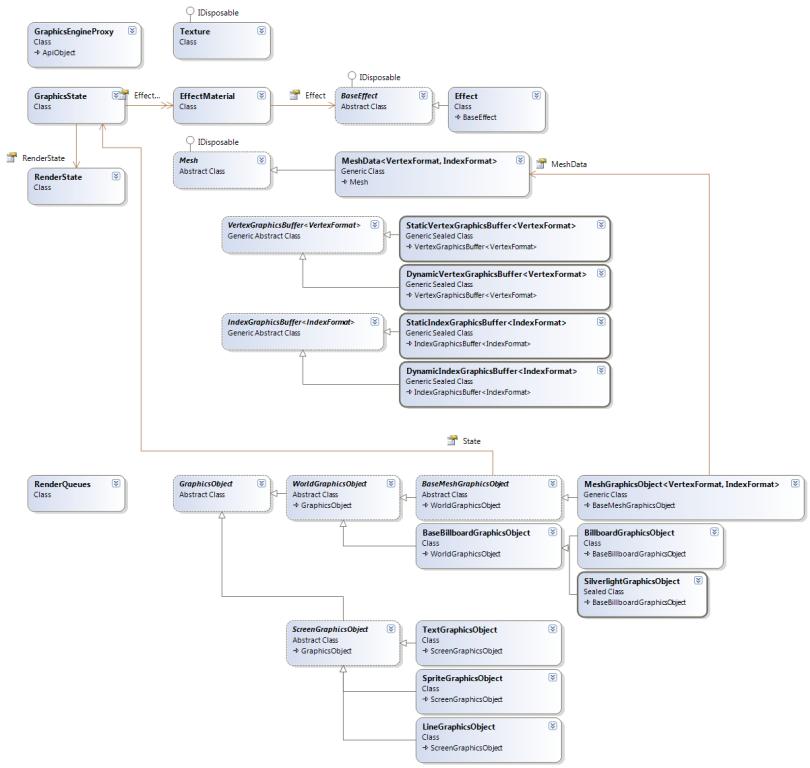 IDisposable
GraphicsEngineProxy
Class
ApiObject
Texture
Class
IDisposable
GraphicsState
Class
Effect...
EffectMaterial
Class
Effect
BaseEffect
Abstract Class
Effect
Class
BaseEffect
IDisposable
RenderState
RenderState
Class
Mesh
Abstract Class
MeshData<VertexFormat, IndexFormat>
Generic Class
Mesh
MeshData
VertexGraphicsBuffer<VertexFormat>
Generic Abstract Class
StaticVertexGraphicsBuffer<VertexFormat>
Generic Sealed Class
VertexGraphicsBuffer<VertexFormat>
DynamicVertexGraphicsBuffer<VertexFormat>
Generic Sealed Class
VertexGraphicsBuffer<VertexFormat>
IndexGraphicsBuffer<IndexFormat>
Generic Abstract Class
StaticIndexGraphicsBuffer<IndexFormat>
Generic Sealed Class
IndexGraphicsBuffer<IndexFormat>
DynamicIndexGraphicsBuffer<IndexFormat>
Generic Sealed Class
IndexGraphicsBuffer<IndexFormat>
State
RenderQueues
Class
GraphicsObject
Abstract Class
WorldGraphicsObject
Abstract Class
GraphicsObject
BaseMeshGraphicsObject
Abstract Class
WorldGraphicsObject
MeshGraphicsObject<VertexFormat, IndexFormat>
Generic Class
BaseMeshGraphicsObject
BaseBillboardGraphicsObject
Class
WorldGraphicsObject
BillboardGraphicsObject
Class
BaseBillboardGraphicsObject
SilverlightGraphicsObject
Sealed Class
BaseBillboardGraphicsObject
ScreenGraphicsObject
Abstract Class
GraphicsObject
TextGraphicsObject
Class
ScreenGraphicsObject
SpriteGraphicsObject
Class
ScreenGraphicsObject
LineGraphicsObject
Class
ScreenGraphicsObject